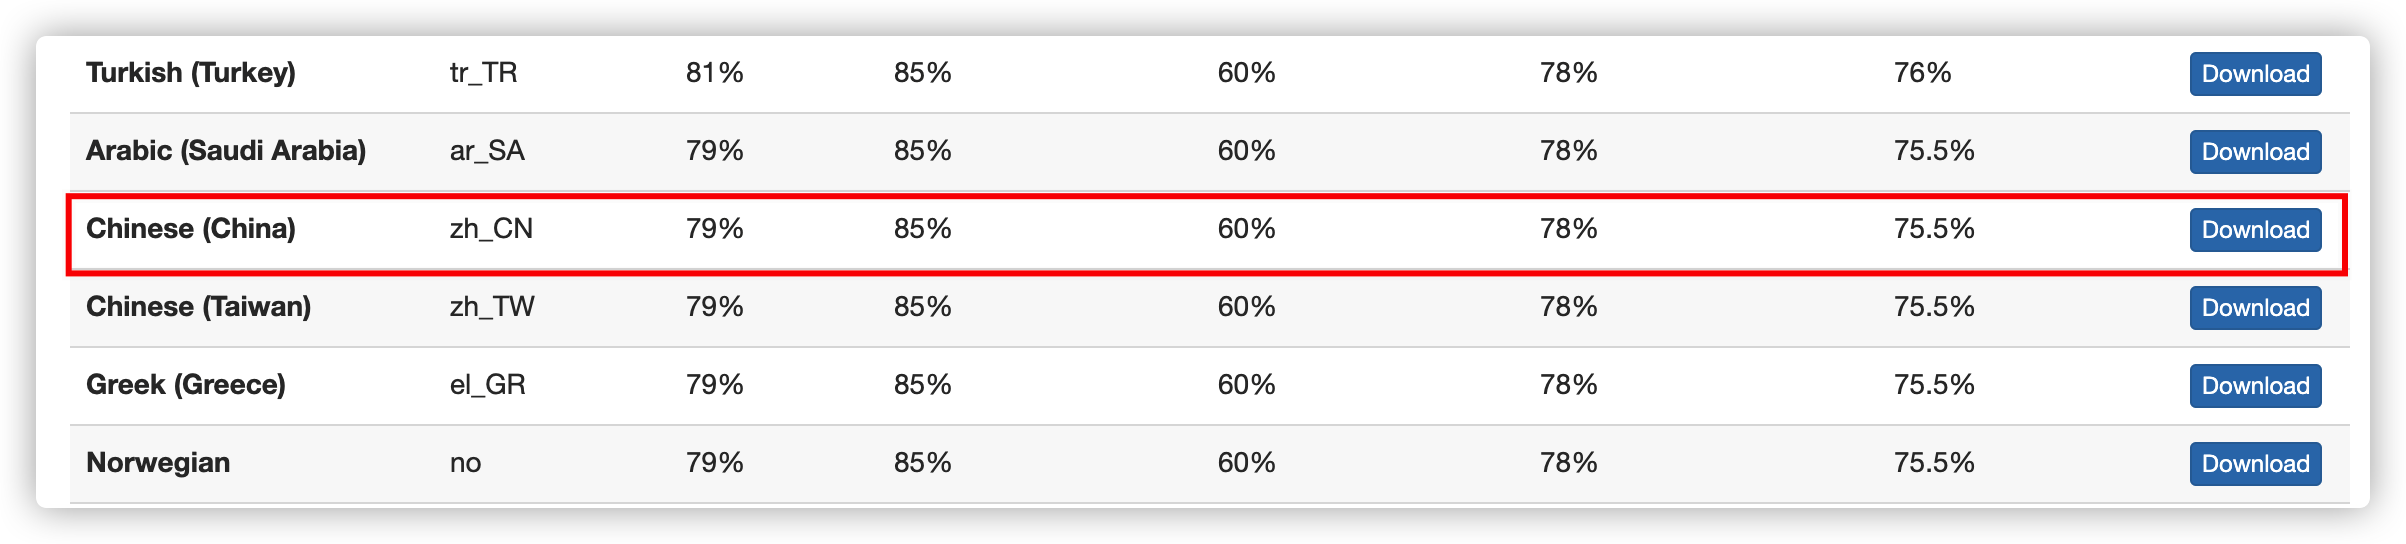 Turkish (Turkey) tr_TR 81% 85% 60% 78% 76% Download
Arabic (Saudi Arabia) ar_SA 79% 85% 60% 78% 75.5% Download
Chinese (China) zh_CN 79% 85% 60% 78% 75.5% Download
Chinese (Taiwan) zh_TW 79% 85% 60% 78% 75.5% Download
Greek (Greece) el_GR 79% 85% 60% 78% 75.5% Download
Norwegian no 79% 85% 60% 78% 75.5% Download